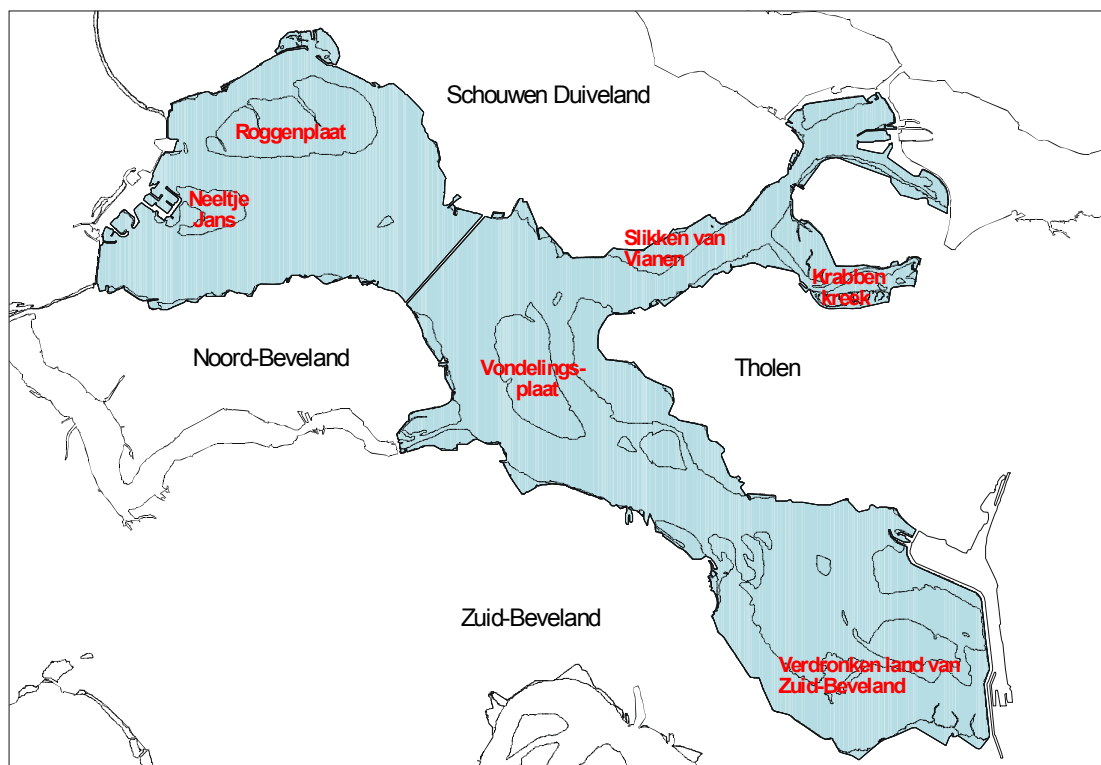 Schouwen Duiveland
Roggenplaat
Neeltje
Jans
Slikken van
Vianen
Krabben
kreek
Noord-Beveland
Vondelings-
plaat
Tholen
Zuid-Beveland
Verdronken land van
Zuid-Beveland